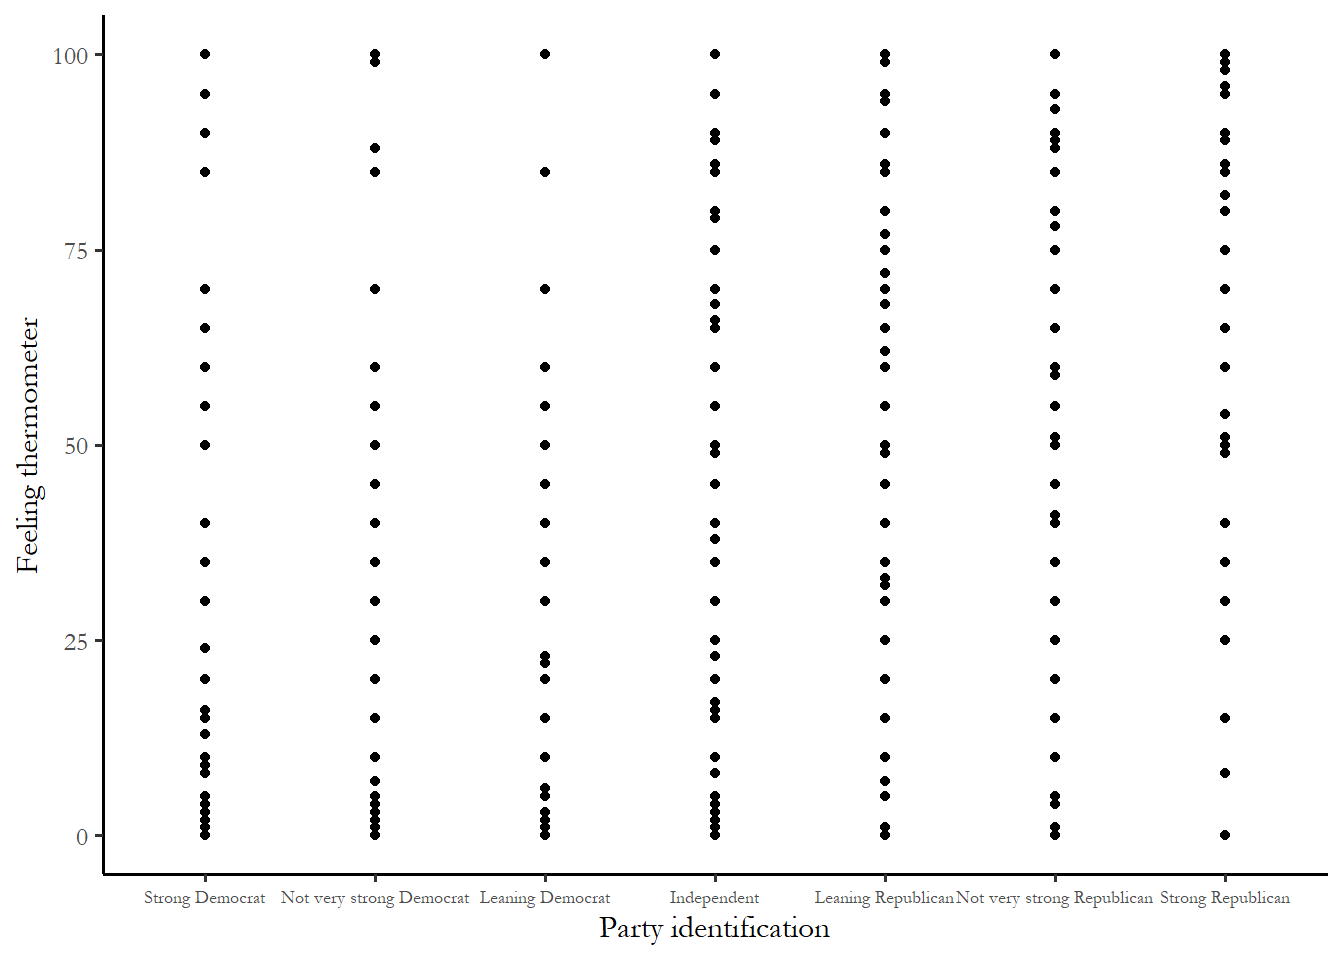 100
75
50
25
0
Feeling thermometer
Strong Democrat Not very strong Democrat Leaning Democrat Independent Leaning Republican Not very strong Republican Strong Republican
Party identification